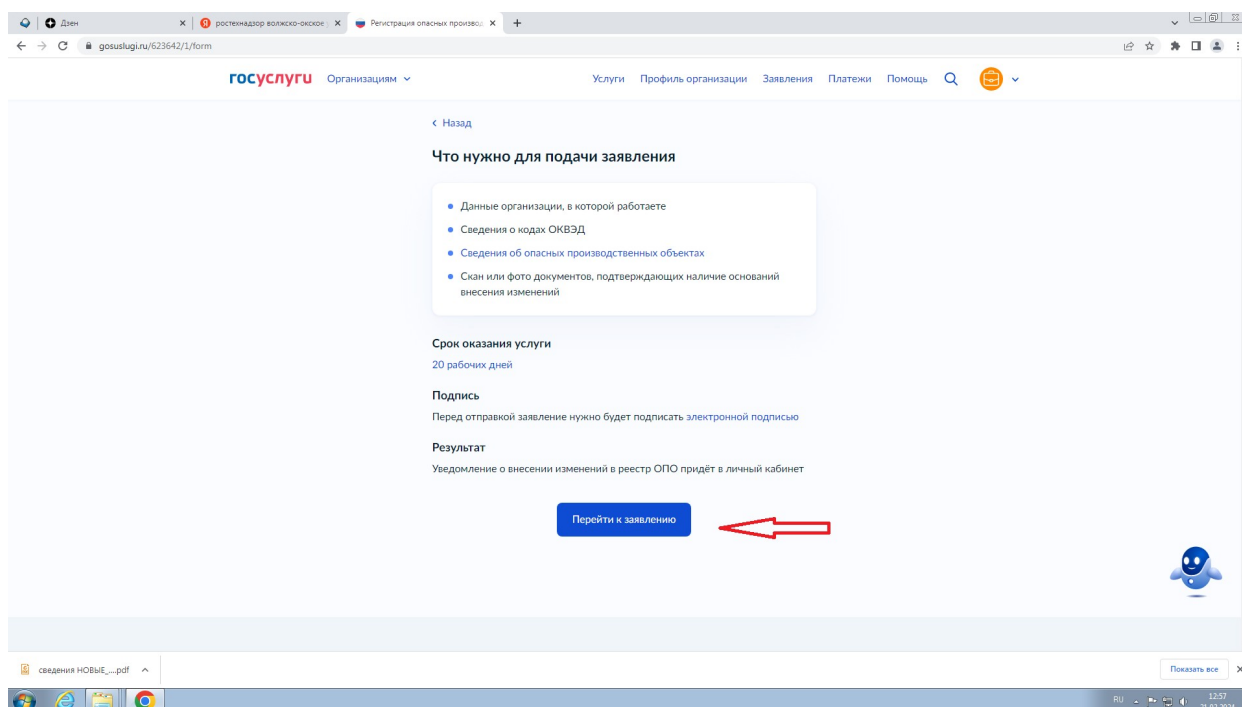 Дзен
ростехнадзор волжско-окское
Регистрация опасных произво
gosuslugi.ru/623642/1/form
госуслуги Организациям Услуги Профиль организации Заявления Платежи Помощь
Назад
Что нужно для подачи заявления
Данные организации, в которой работаете
Сведения о кодах ОКВЭД
Сведения об опасных производственных объектах
Скан или фото документов, подтверждающих наличие оснований
внесения изменений
Срок оказания услуги
20 рабочих дней
Подпись
Перед отправкой заявление нужно будет подписать электронной подписью
Результат
Уведомление о внесении изменений в реестр ОПО придёт в личный кабинет
Перейти к заявлению
сведения НОВЫЕ_....pdf
Показать все
RU
12:57